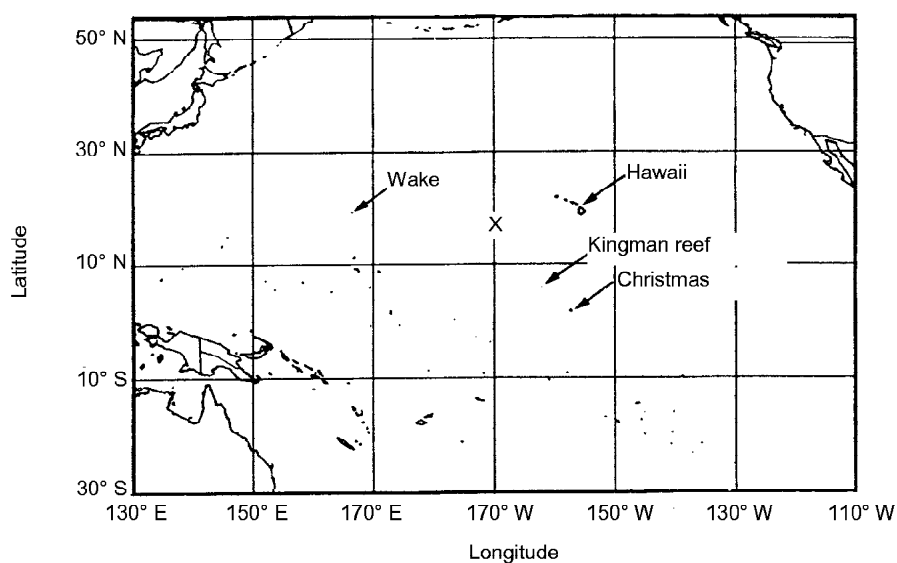 50° N
30° N
Wake
Hawaii
X
Kingman reef
10° N
Christmas
Latitude
10° S
30° S
130° E 150° E 170° E 170° W 150° W 130° W 110° W
Longitude